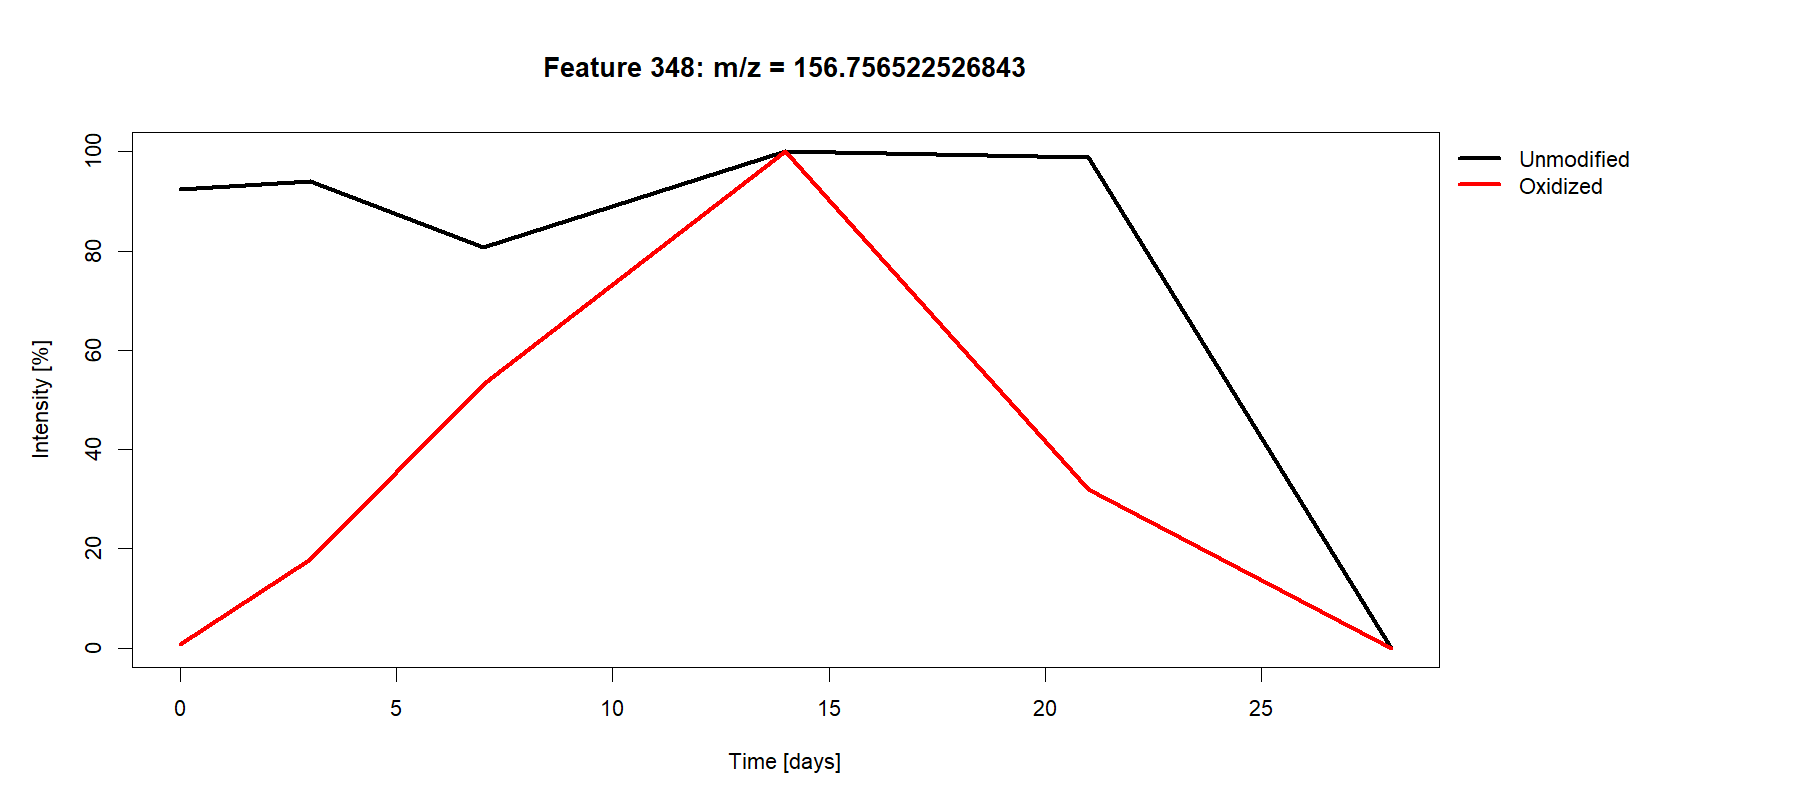 Feature 348: m/z = 156.756522526843
Unmodified
Oxidized
100
80
60
40
20
0
Intensity [%]
0 5 10 15 20 25
Time [days]